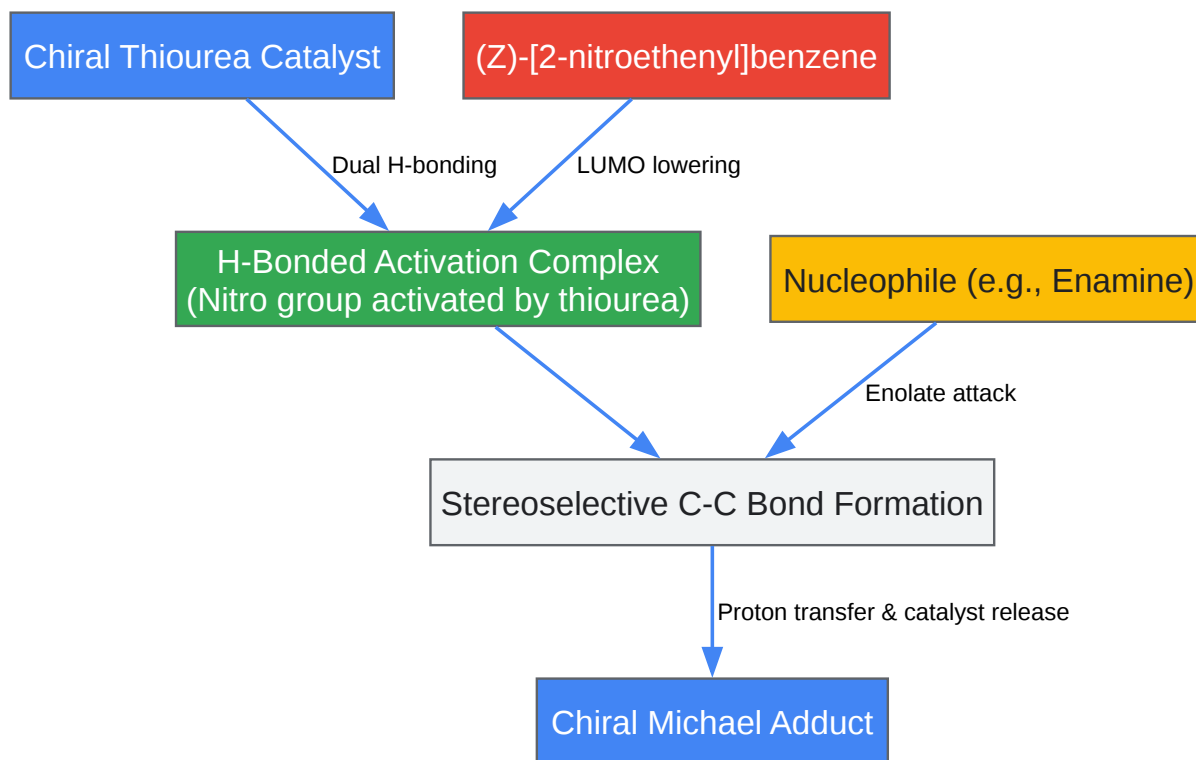 Chiral Thiourea Catalyst
(Z)-[2-nitroethenyl]benzene
Dual H-bonding
LUMO lowering
H-Bonded Activation Complex
(Nitro group activated by thiourea)
Nucleophile (e.g., Enamine)
Enolate attack
Stereoselective C-C Bond Formation
Proton transfer & catalyst release
Chiral Michael Adduct